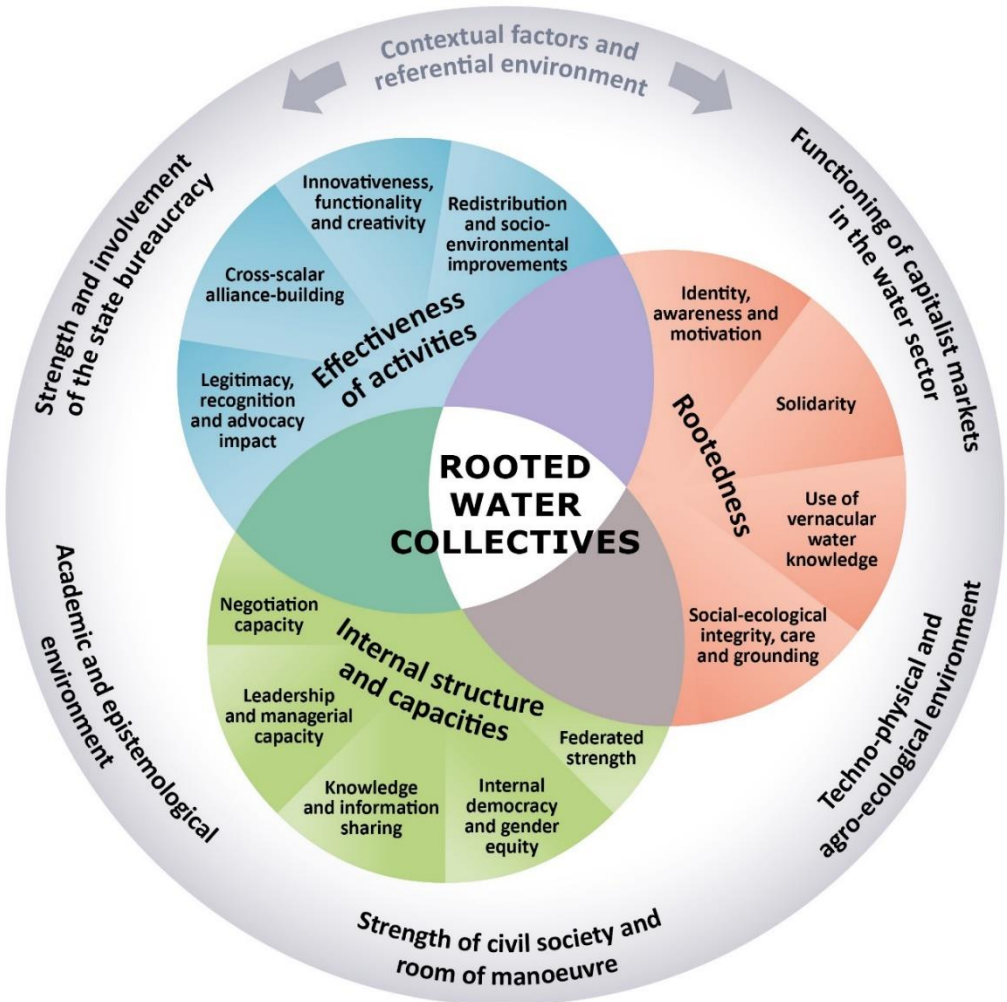 Contextual factors and
referential environment
Strength and involvement
of the state bureaucracy
Functioning of capitalist markets
in the water sector
Innovativeness,
functionality
and creativity
Redistribution
and socio-
environmental
improvements
Cross-scalar
alliance-building
Effectiveness
of activities
Legitimacy,
recognition
and advocacy
impact
Identity,
awareness and
motivation
Solidarity
Rootedness
Use of
vernacular
water
knowledge
Social-ecological
integrity, care
and grounding
ROOTED
WATER
COLLECTIVES
Negotiation
capacity
Internal structure
and capacities
Leadership
and managerial
capacity
Federated
strength
Knowledge
and information
sharing
Internal
democracy
and gender
equity
Academic and epistemological
environment
Techno-physical and
agro-ecological environment
Strength of civil society and
room of manoeuvre